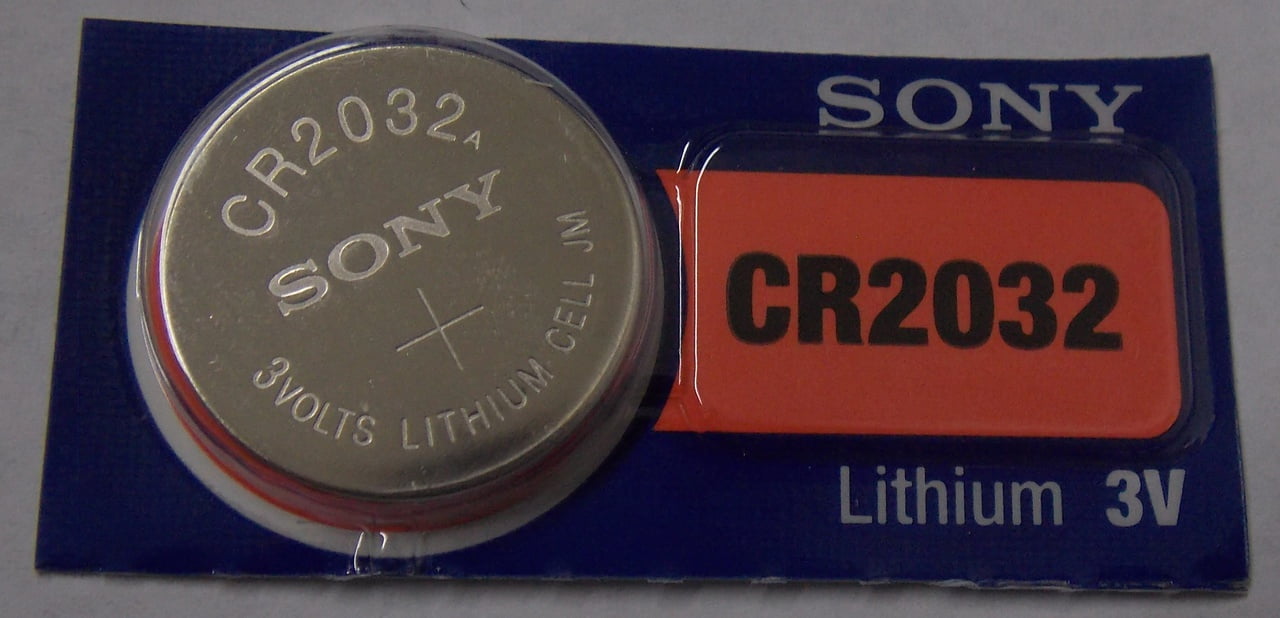 CR2032A
SONY
+
3VOLTS LITHIUM CELL JM
SONY
CR2032
Lithium 3V